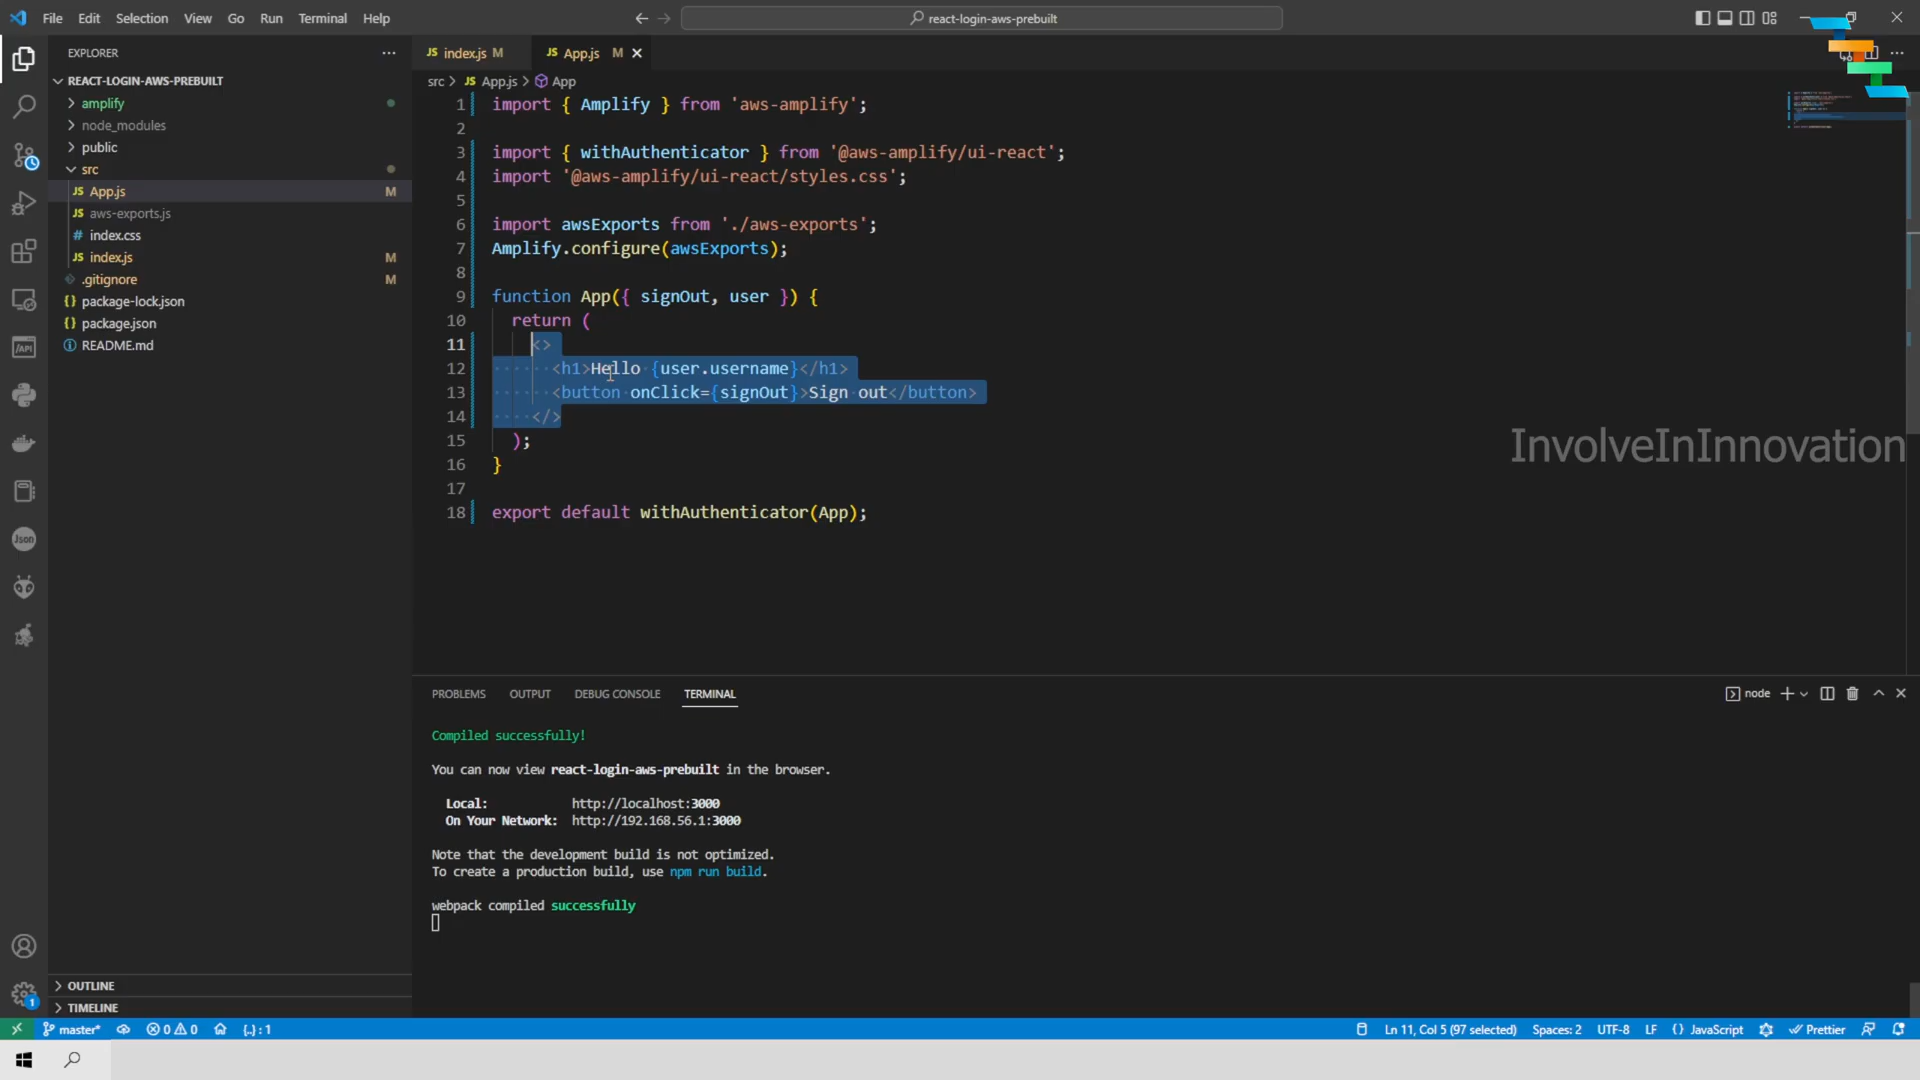 File Edit Selection View Go Run Terminal Help
react-login-aws-prebuilt
EXPLORER
REACT-LOGIN-AWS-PREBUILT
amplify
node_modules
public
src
App.js M
aws-exports.js
index.css
index.js M
.gitignore M
package-lock.json
package.json
README.md
OUTLINE
TIMELINE
index.js M App.js M
src > App.js > App
1 import { Amplify } from 'aws-amplify';
2
3 import { withAuthenticator } from '@aws-amplify/ui-react';
4 import '@aws-amplify/ui-react/styles.css';
5
6 import awsExports from './aws-exports';
7 Amplify.configure(awsExports);
8
9 function App({ signOut, user }) {
10 return (
11 <>
12 <h1>Hello {user.username}</h1>
13 <button onClick={signOut}>Sign out</button>
14 </>
15 );
16 }
17
18 export default withAuthenticator(App);
InvolveInInnovation
PROBLEMS OUTPUT DEBUG CONSOLE TERMINAL
node
Compiled successfully!
You can now view react-login-aws-prebuilt in the browser.
Local: http://localhost:3000
On Your Network: http://192.168.56.1:3000
Note that the development build is not optimized.
To create a production build, use npm run build.
webpack compiled successfully
master* 0 0 {..} : 1
Ln 11, Col 5 (97 selected) Spaces: 2 UTF-8 LF {} JavaScript Prettier